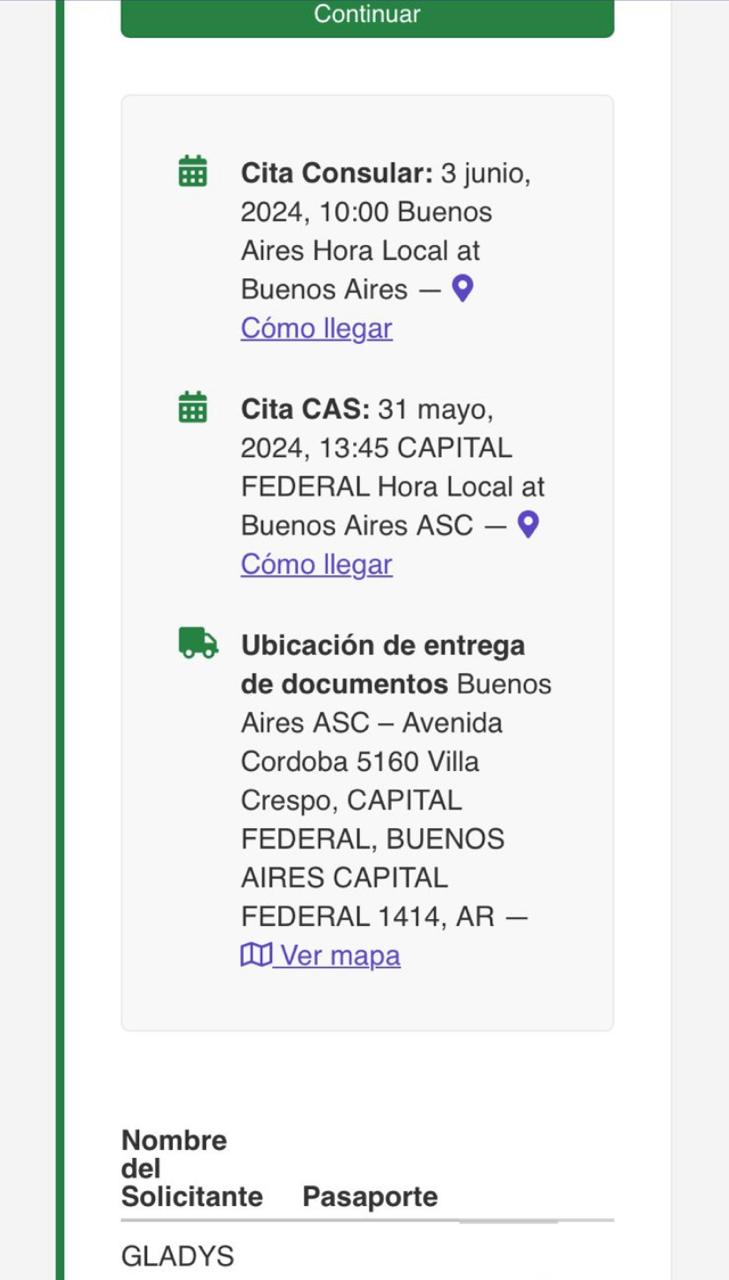 Continuar
Cita Consular: 3 junio,
2024, 10:00 Buenos
Aires Hora Local at
Buenos Aires —
Cómo llegar
Cita CAS: 31 mayo,
2024, 13:45 CAPITAL
FEDERAL Hora Local at
Buenos Aires ASC —
Cómo llegar
Ubicación de entrega
de documentos Buenos
Aires ASC – Avenida
Cordoba 5160 Villa
Crespo, CAPITAL
FEDERAL, BUENOS
AIRES CAPITAL
FEDERAL 1414, AR —
Ver mapa
Nombre
del
Solicitante Pasaporte
GLADYS